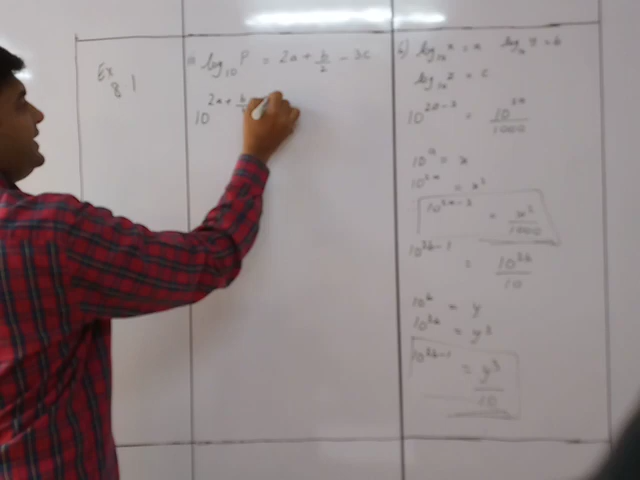 Ex 8 1
log₁₀ P = 2a + b/2 − 3c
10^(2a + b/
6) log₁₀ x = a log₁₀ y = b
log₁₀ z = c
10^(2a−3) = 10^(2a)/1000
10^a = x
10^(2a) = x²
10^(2a−3) = x²/1000
10^(3b−1) = 10^(3b)/10
10^b = y
10^(3b) = y³
10^(3b−1) = y³/10